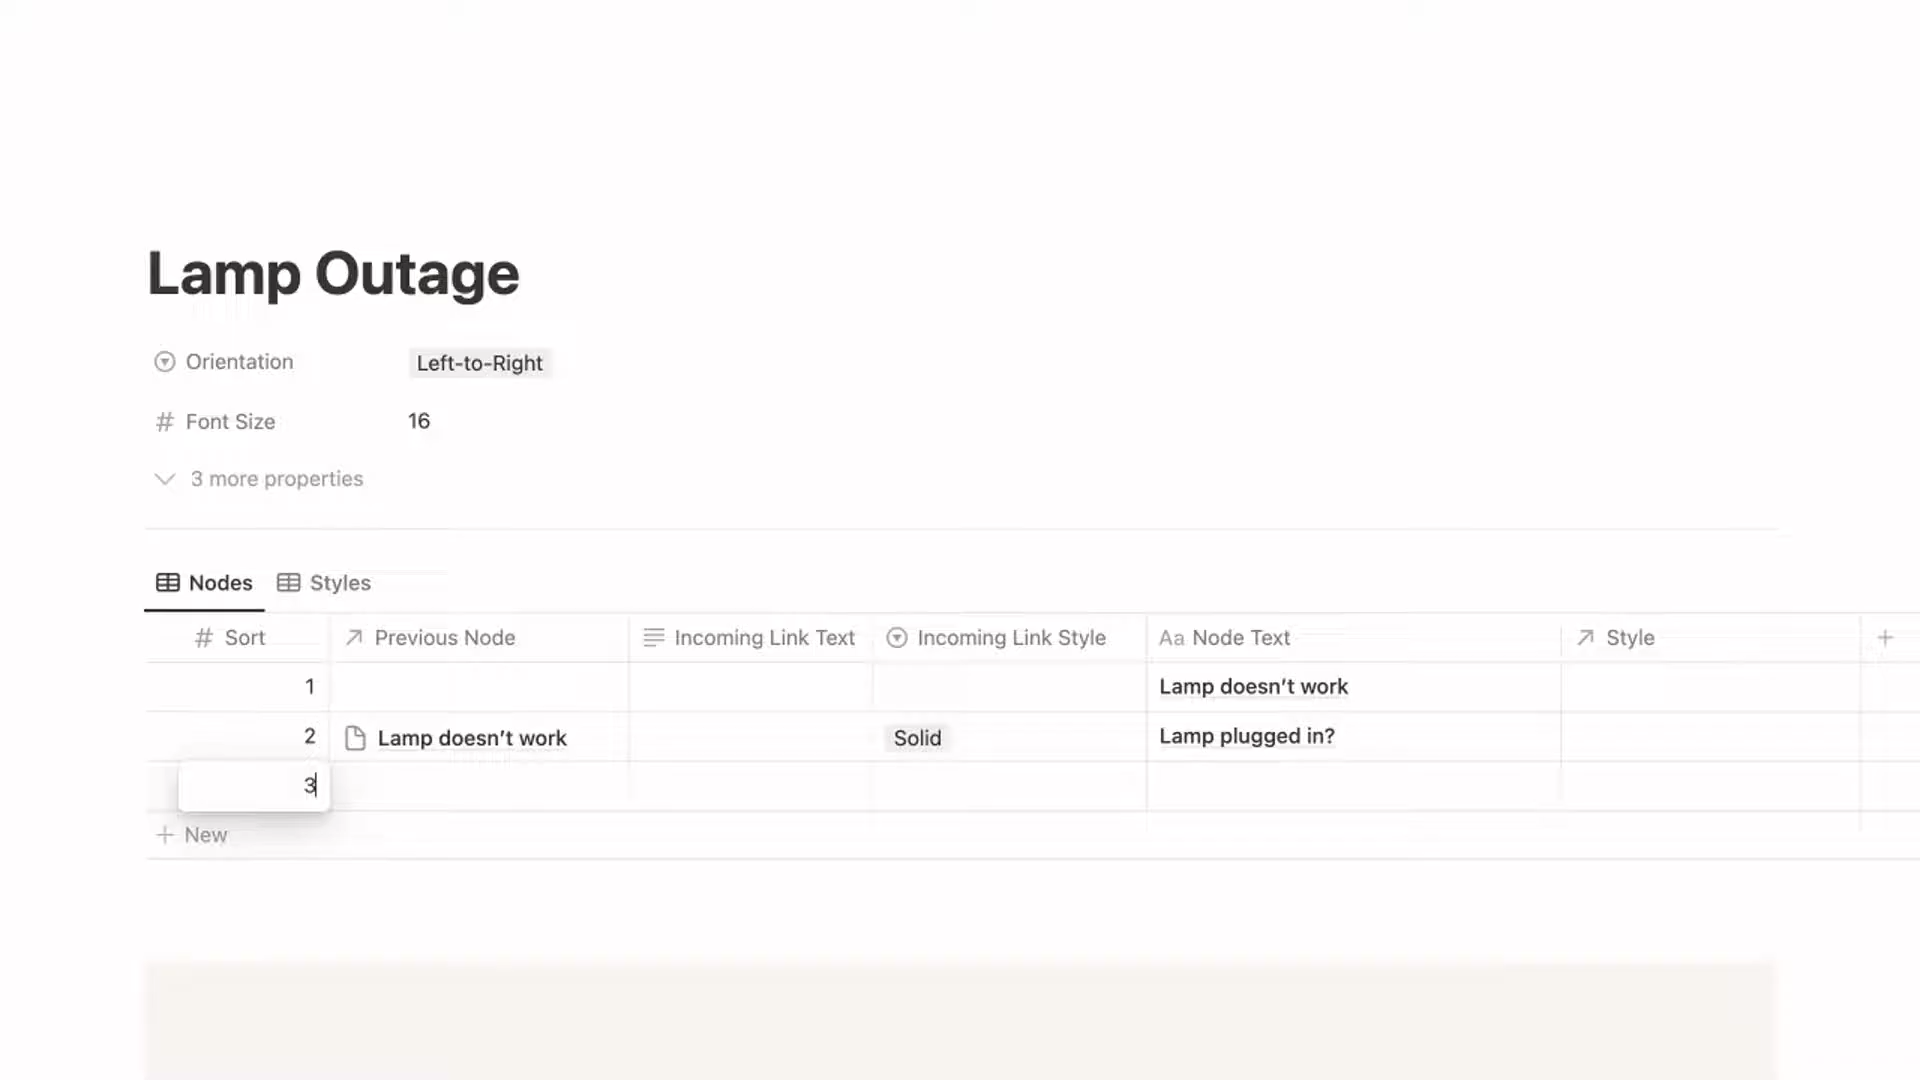 Lamp Outage
Orientation Left-to-Right
# Font Size 16
3 more properties
Nodes Styles
# Sort Previous Node Incoming Link Text Incoming Link Style Aa Node Text Style +
1 Lamp doesn’t work
2 Lamp doesn’t work Solid Lamp plugged in?
3
+ New